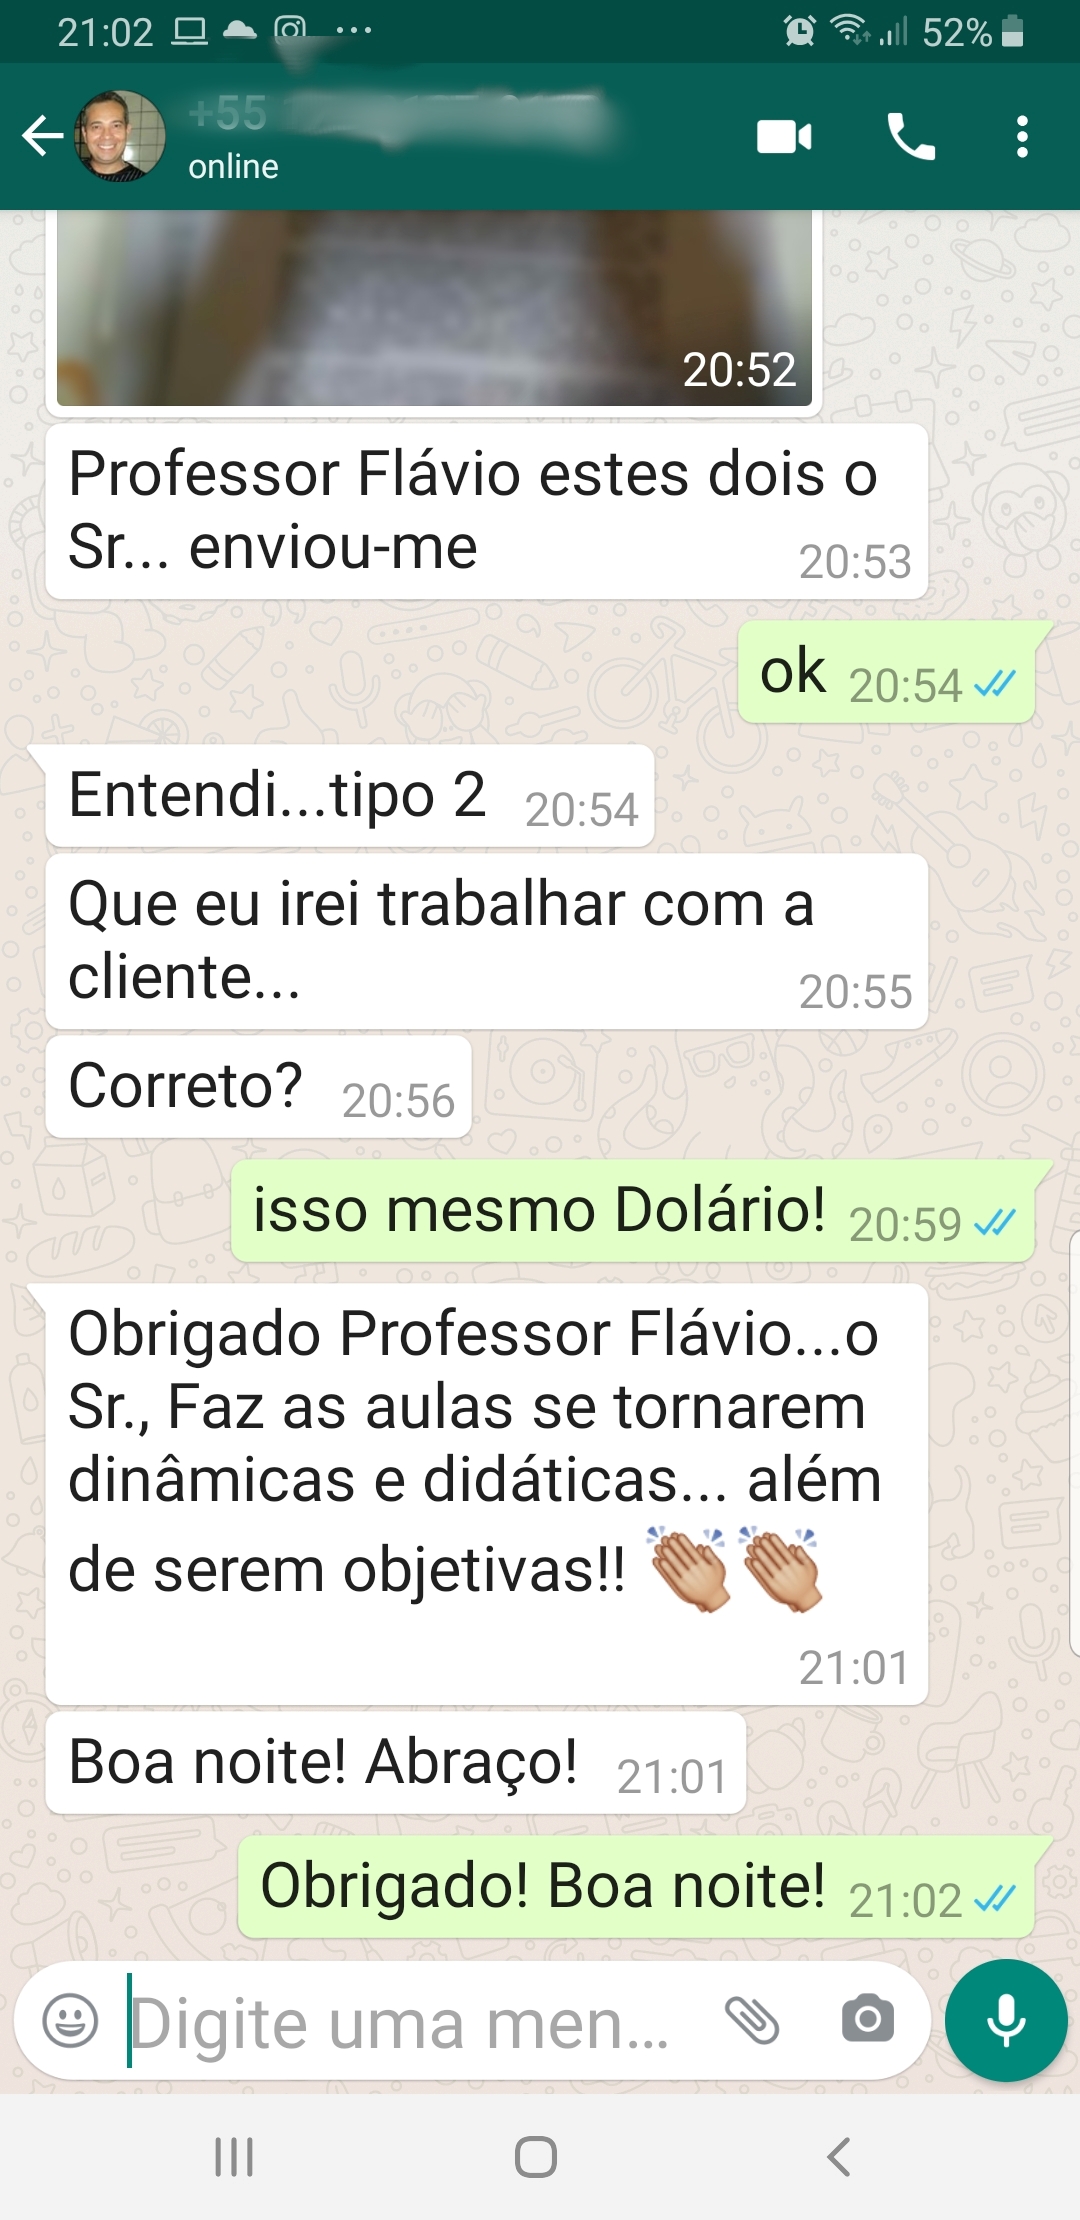 21:02
52%
+55
online
20:52
Professor Flávio estes dois o
Sr... enviou-me
20:53
ok 20:54
Entendi...tipo 2 20:54
Que eu irei trabalhar com a
cliente...
20:55
Correto? 20:56
isso mesmo Dolário! 20:59
Obrigado Professor Flávio...o
Sr., Faz as aulas se tornarem
dinâmicas e didáticas... além
de serem objetivas!! 👏🏼👏🏼
21:01
Boa noite! Abraço! 21:01
Obrigado! Boa noite! 21:02
Digite uma men...